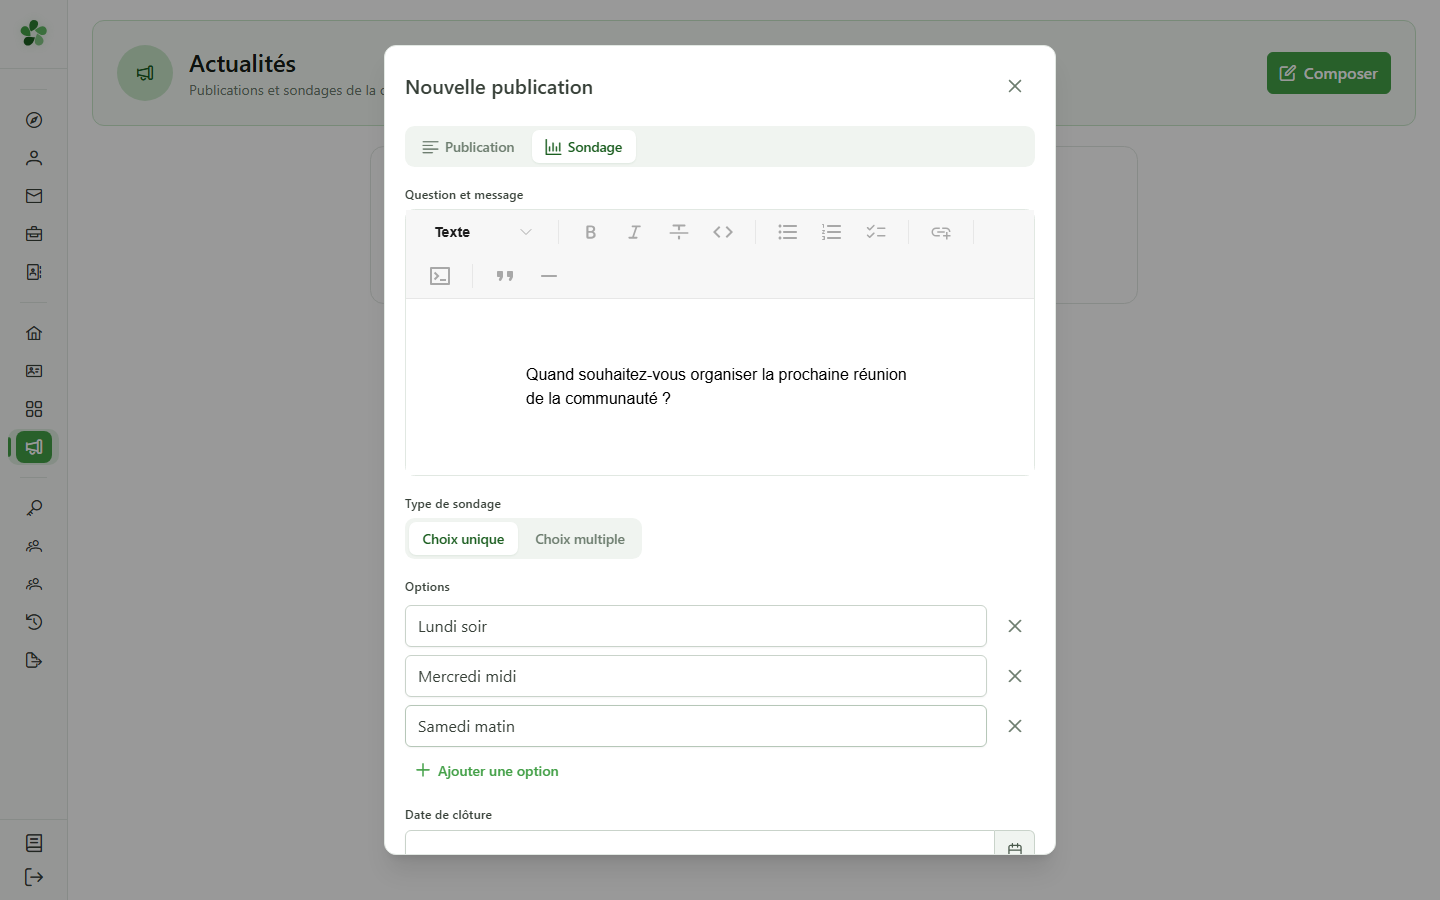 Actualités
Publications et sondages de la
Composer
Nouvelle publication
Publication
Sondage
Question et message
Texte
Quand souhaitez-vous organiser la prochaine réunion
de la communauté ?
Type de sondage
Choix unique
Choix multiple
Options
Lundi soir
Mercredi midi
Samedi matin
Ajouter une option
Date de clôture